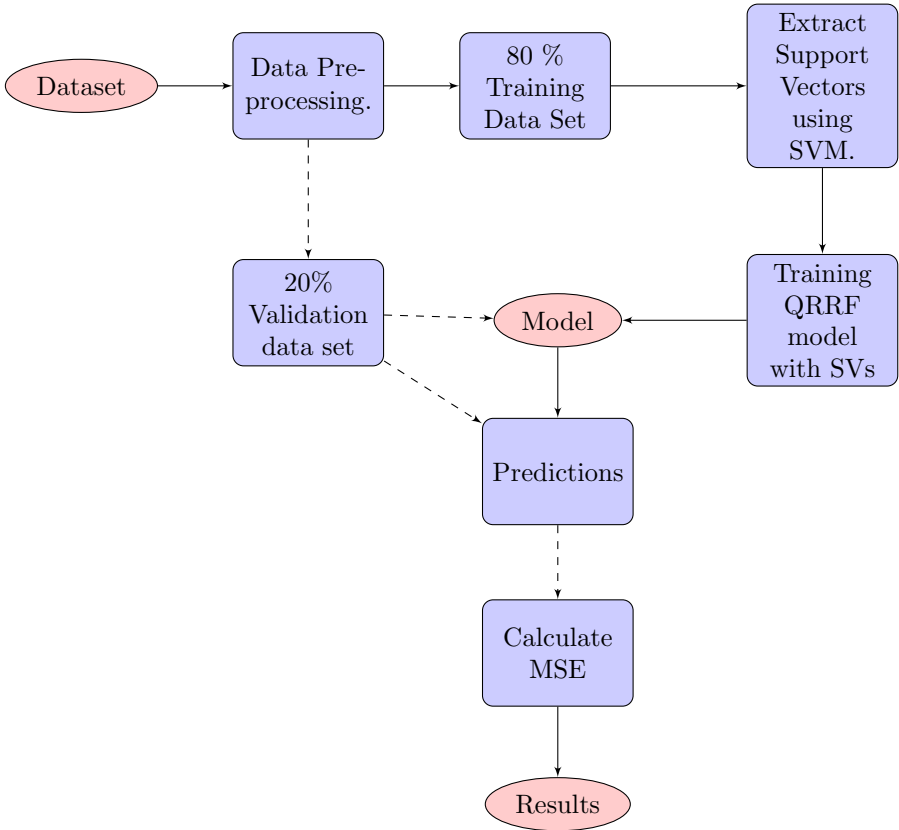 Dataset
Data Pre-
processing.
80 %
Training
Data Set
Extract
Support
Vectors
using
SVM.
20%
Validation
data set
Model
Training
QRRF
model
with SVs
Predictions
Calculate
MSE
Results